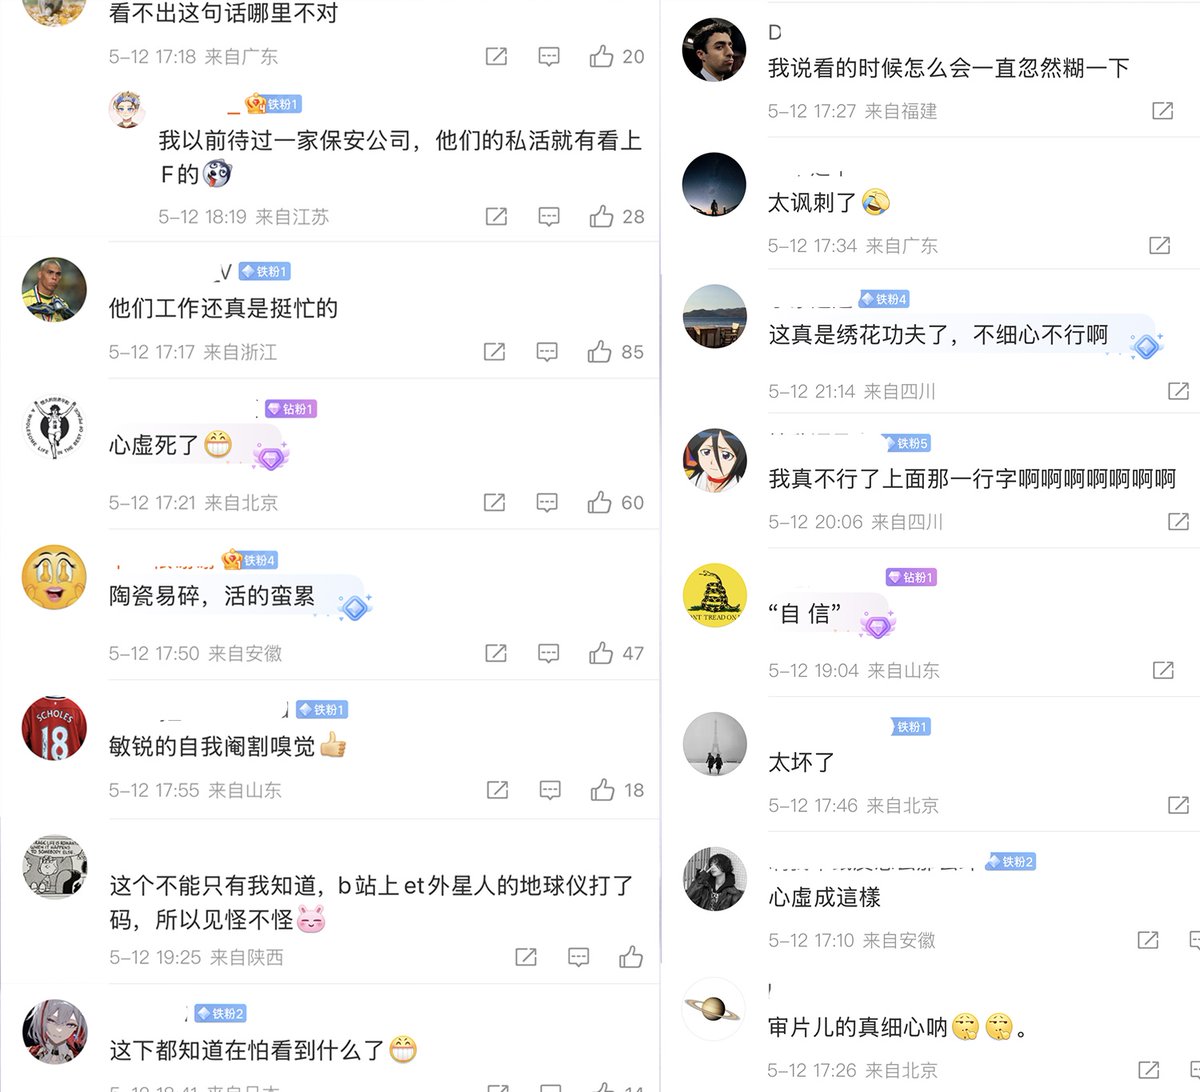 看不出这句话哪里不对
5-12 17:18 来自广东
20
铁粉1
我以前待过一家保安公司，他们的私活就有看上
F的
5-12 18:19 来自江苏
28
V 铁粉1
他们工作还真是挺忙的
5-12 17:17 来自浙江
85
钻粉1
心虚死了
5-12 17:21 来自北京
60
铁粉4
陶瓷易碎，活的蛮累
5-12 17:50 来自安徽
47
SCHOLES
18
铁粉1
敏锐的自我阉割嗅觉
5-12 17:55 来自山东
18
这个不能只有我知道，b站上et外星人的地球仪打了
码，所以见怪不怪
5-12 19:25 来自陕西
铁粉2
这下都知道在怕看到什么了
D
我说看的时候怎么会一直忽然糊一下
5-12 17:27 来自福建
太讽刺了
5-12 17:34 来自广东
铁粉4
这真是绣花功夫了，不细心不行啊
5-12 21:14 来自四川
铁粉5
我真不行了上面那一行字啊啊啊啊啊啊啊
5-12 20:06 来自四川
钻粉1
“自 信”
5-12 19:04 来自山东
铁粉1
太坏了
5-12 17:46 来自北京
铁粉2
心虛成這樣
5-12 17:10 来自安徽
审片儿的真细心呐。
5-12 17:26 来自北京